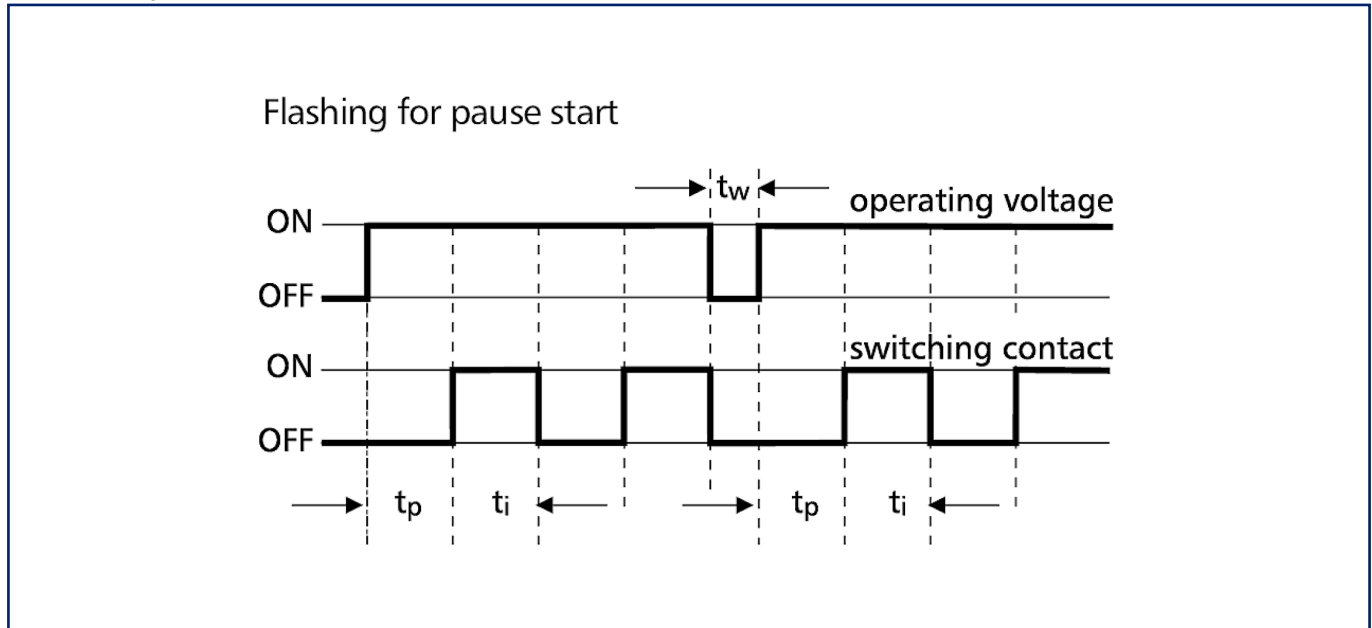 Flashing for pause start
tw
operating voltage
ON
OFF
switching contact
ON
OFF
tp ti tp ti